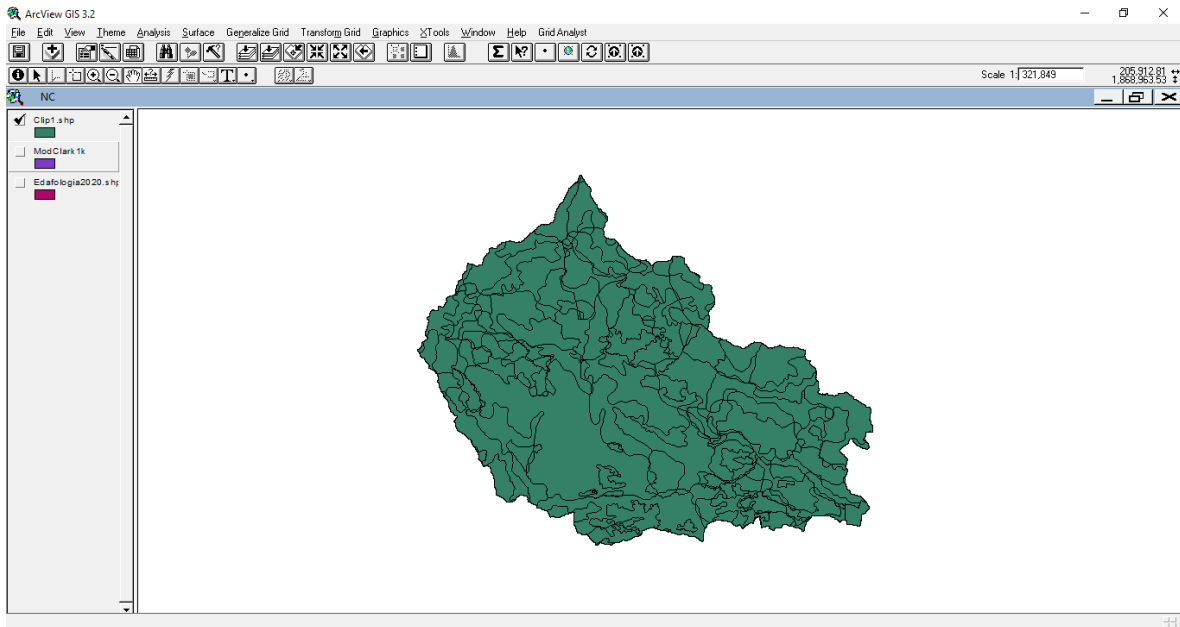 ArcView GIS 3.2
File Edit View Theme Analysis Surface Generalize Grid Transform Grid Graphics XTools Window Help Grid Analyst
Scale 1: 321,849
205,912.81
1,868,963.53
NC
Clip1.shp
ModClark1k
Edafologia2020.shp